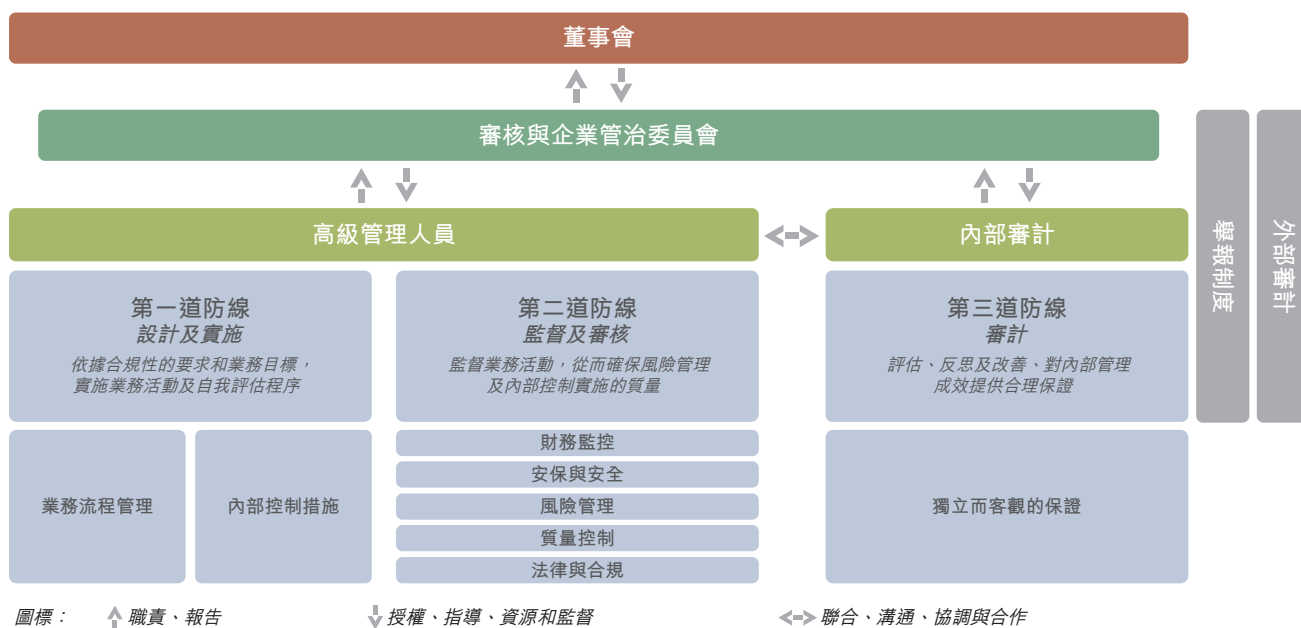 董事會
審核與企業管治委員會
高級管理人員
內部審計
舉報制度
外部審計
第一道防線
設計及實施
依據合規性的要求和業務目標，
實施業務活動及自我評估程序
第二道防線
監督及審核
監督業務活動，從而確保風險管理
及內部控制實施的質量
第三道防線
審計
評估、反思及改善、對內部管理
成效提供合理保證
業務流程管理
內部控制措施
財務監控
安保與安全
風險管理
質量控制
法律與合規
獨立而客觀的保證
圖標： 職責、報告 授權、指導、資源和監督 聯合、溝通、協調與合作